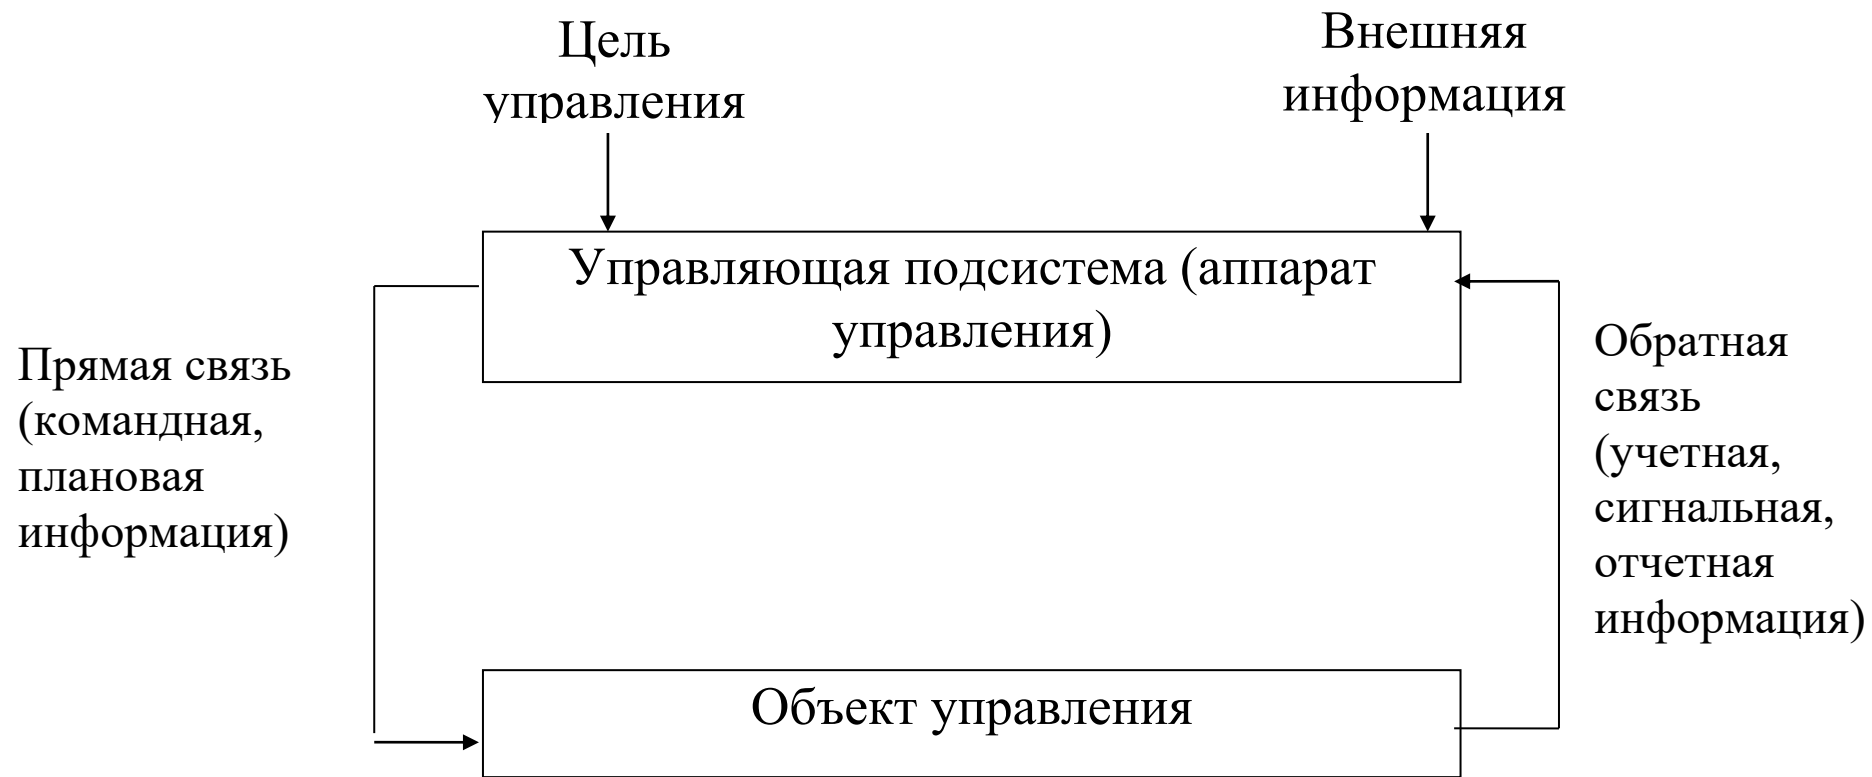 Цель
управления
Внешняя
информация
Управляющая подсистема (аппарат
управления)
Прямая связь
(командная,
плановая
информация)
Обратная
связь
(учетная,
сигнальная,
отчетная
информация)
Объект управления